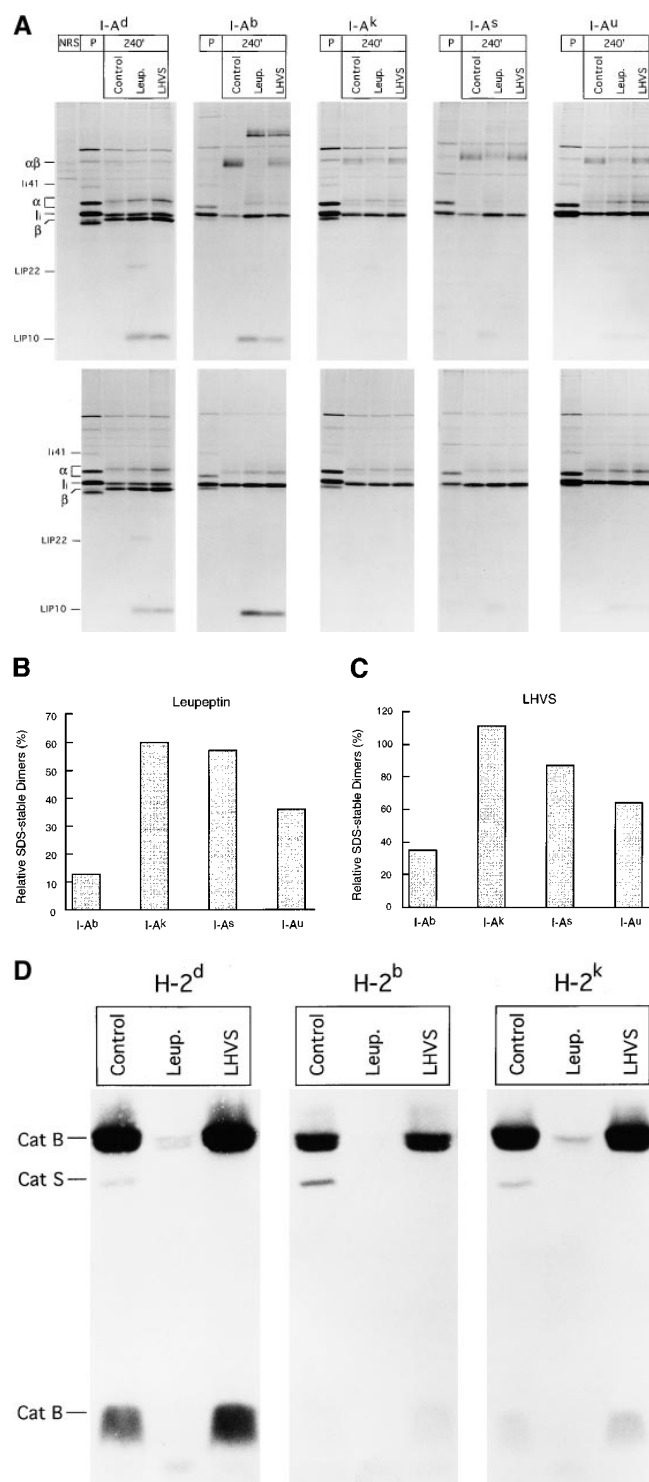 A
I-Aᵈ I-Aᵇ I-Aᵏ I-Aˢ I-Aᵘ
NRS P 240' P 240' P 240' P 240' P 240'
Control Leup. LHVS Control Leup. LHVS Control Leup. LHVS Control Leup. LHVS Control Leup. LHVS
αβ
Ii41
α
Ii
β
LIP22
LIP10
Ii41
α
Ii
β
LIP22
LIP10
B
Leupeptin
Relative SDS-stable Dimers (%)
70
60
50
40
30
20
10
0
I-Aᵇ I-Aᵏ I-Aˢ I-Aᵘ
C
LHVS
Relative SDS-stable Dimers (%)
120
100
80
60
40
20
0
I-Aᵇ I-Aᵏ I-Aˢ I-Aᵘ
D
H-2ᵈ H-2ᵇ H-2ᵏ
Control Leup. LHVS Control Leup. LHVS Control Leup. LHVS
Cat B
Cat S
Cat B